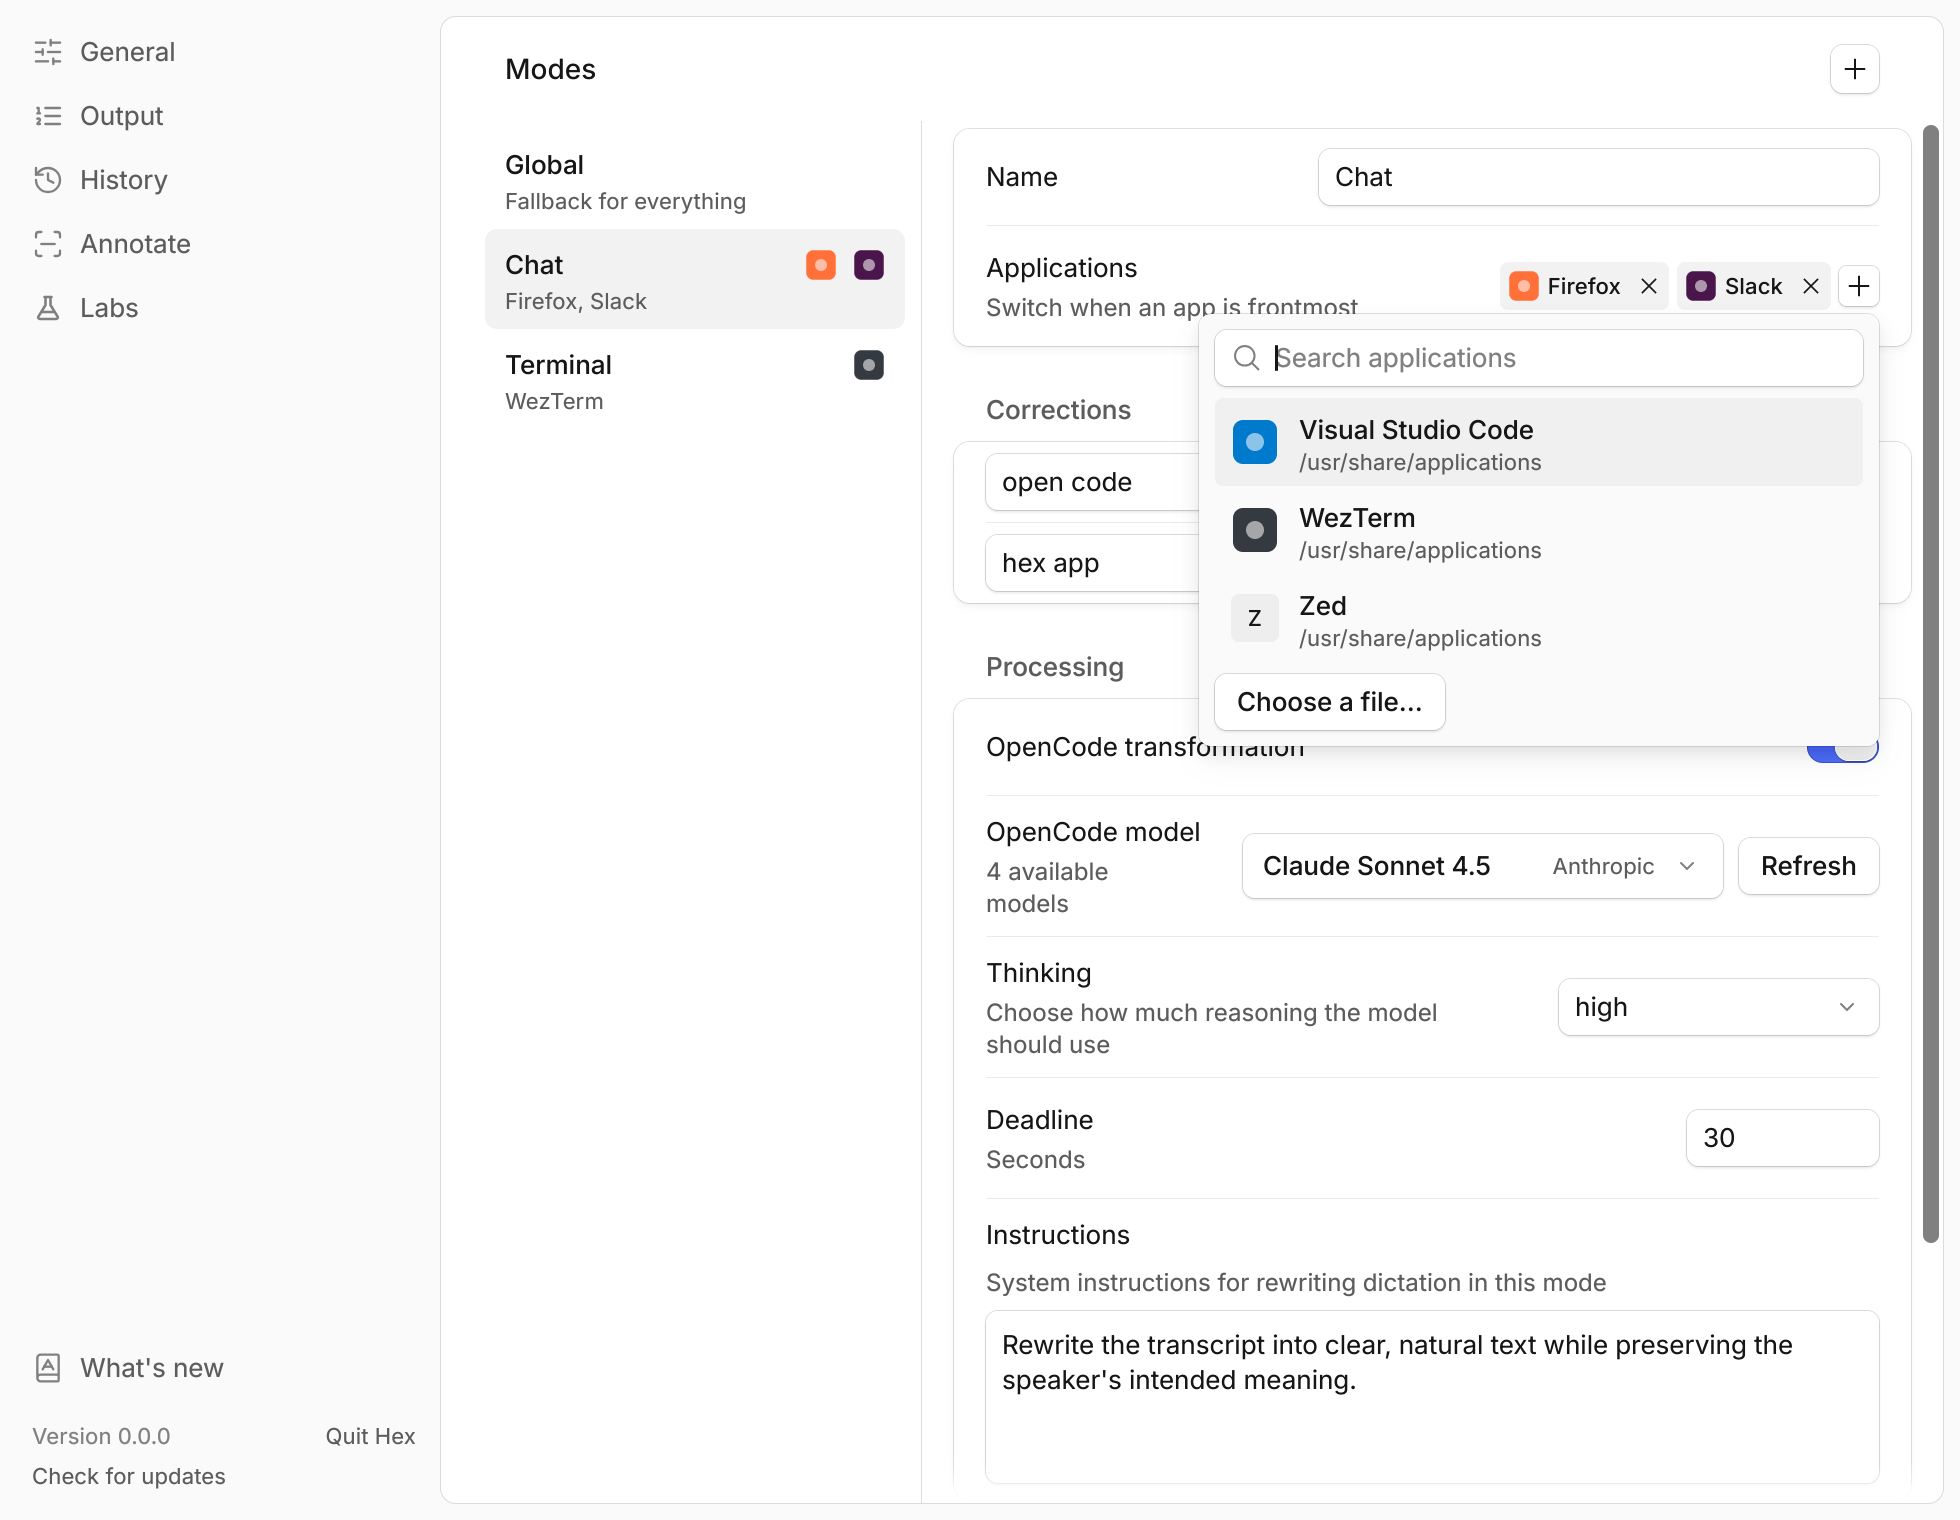 General
Output
History
Annotate
Labs
What's new
Version 0.0.0
Quit Hex
Check for updates
Modes
Global
Fallback for everything
Chat
Firefox, Slack
Terminal
WezTerm
Name
Chat
Applications
Switch when an app is frontmost
Firefox
Slack
Search applications
Visual Studio Code
/usr/share/applications
WezTerm
/usr/share/applications
Z
Zed
/usr/share/applications
Choose a file...
Corrections
open code
hex app
Processing
OpenCode transformation
OpenCode model
4 available
models
Claude Sonnet 4.5
Anthropic
Refresh
Thinking
Choose how much reasoning the model
should use
high
Deadline
Seconds
30
Instructions
System instructions for rewriting dictation in this mode
Rewrite the transcript into clear, natural text while preserving the
speaker's intended meaning.